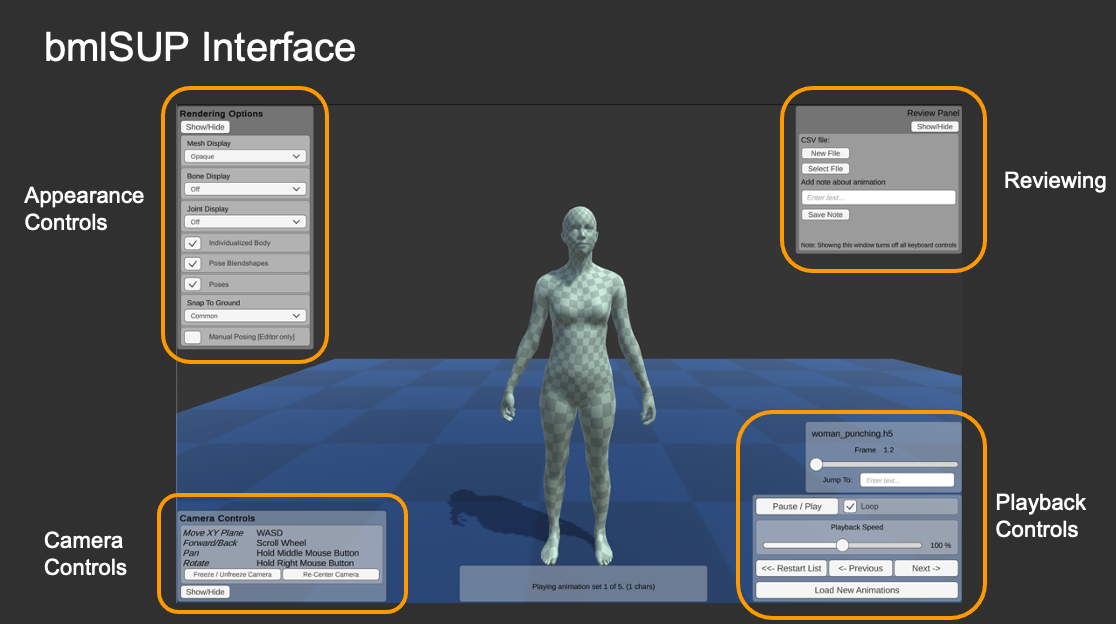 bmlSUP Interface
Appearance
Controls
Rendering Options
Show/Hide
Mesh Display
Opaque
Bone Display
Off
Joint Display
Off
Individualized Body
Pose Blendshapes
Poses
Snap To Ground
Common
Manual Posing [Editor only]
Review Panel
Show/Hide
CSV file:
New File
Select File
Add note about animation
Enter text...
Save Note
Note: Showing this window turns off all keyboard controls
Reviewing
Camera
Controls
Camera Controls
Move XY Plane WASD
Forward/Back Scroll Wheel
Pan Hold Middle Mouse Button
Rotate Hold Right Mouse Button
Freeze / Unfreeze Camera Re-Center Camera
Show/Hide
Playing animation set 1 of 5. (1 chars)
woman_punching.h5
Frame 1.2
Jump To: Enter text...
Pause / Play Loop
Playback Speed
100 %
<<- Restart List <- Previous Next ->
Load New Animations
Playback
Controls